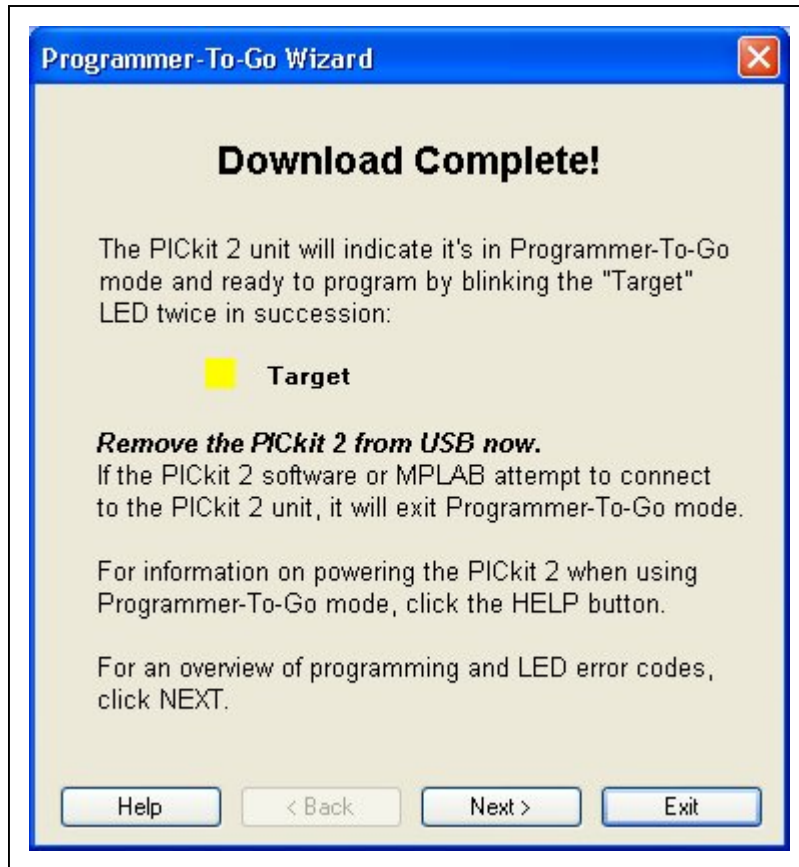 Programmer-To-Go Wizard
Download Complete!
The PICkit 2 unit will indicate it's in Programmer-To-Go
mode and ready to program by blinking the "Target"
LED twice in succession:
Target
Remove the PICkit 2 from USB now.
If the PICkit 2 software or MPLAB attempt to connect
to the PICkit 2 unit, it will exit Programmer-To-Go mode.
For information on powering the PICkit 2 when using
Programmer-To-Go mode, click the HELP button.
For an overview of programming and LED error codes,
click NEXT.
Help < Back Next > Exit